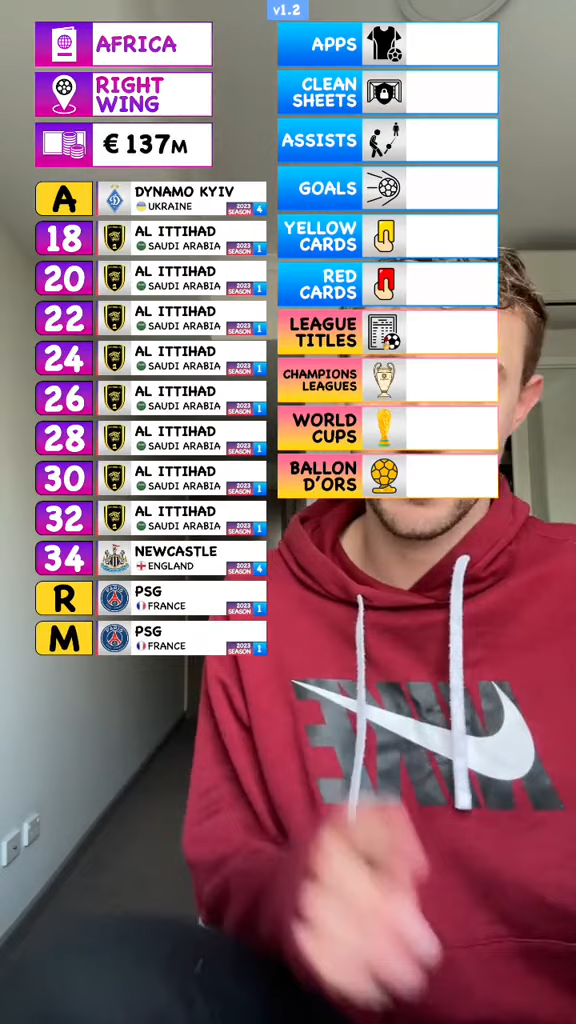 v1.2
AFRICA
RIGHT
WING
€ 137M
A
DYNAMO KYIV
UKRAINE
2023
SEASON
4
18
AL ITTIHAD
SAUDI ARABIA
2023
SEASON
1
20
AL ITTIHAD
SAUDI ARABIA
2023
SEASON
1
22
AL ITTIHAD
SAUDI ARABIA
2023
SEASON
1
24
AL ITTIHAD
SAUDI ARABIA
2023
SEASON
1
26
AL ITTIHAD
SAUDI ARABIA
2023
SEASON
1
28
AL ITTIHAD
SAUDI ARABIA
2023
SEASON
1
30
AL ITTIHAD
SAUDI ARABIA
2023
SEASON
1
32
AL ITTIHAD
SAUDI ARABIA
2023
SEASON
1
34
NEWCASTLE
ENGLAND
2023
SEASON
4
R
PSG
FRANCE
2023
SEASON
1
M
PSG
FRANCE
2023
SEASON
1
APPS
CLEAN
SHEETS
ASSISTS
GOALS
YELLOW
CARDS
RED
CARDS
LEAGUE
TITLES
CHAMPIONS
LEAGUES
WORLD
CUPS
BALLON
D'ORS
NIKE